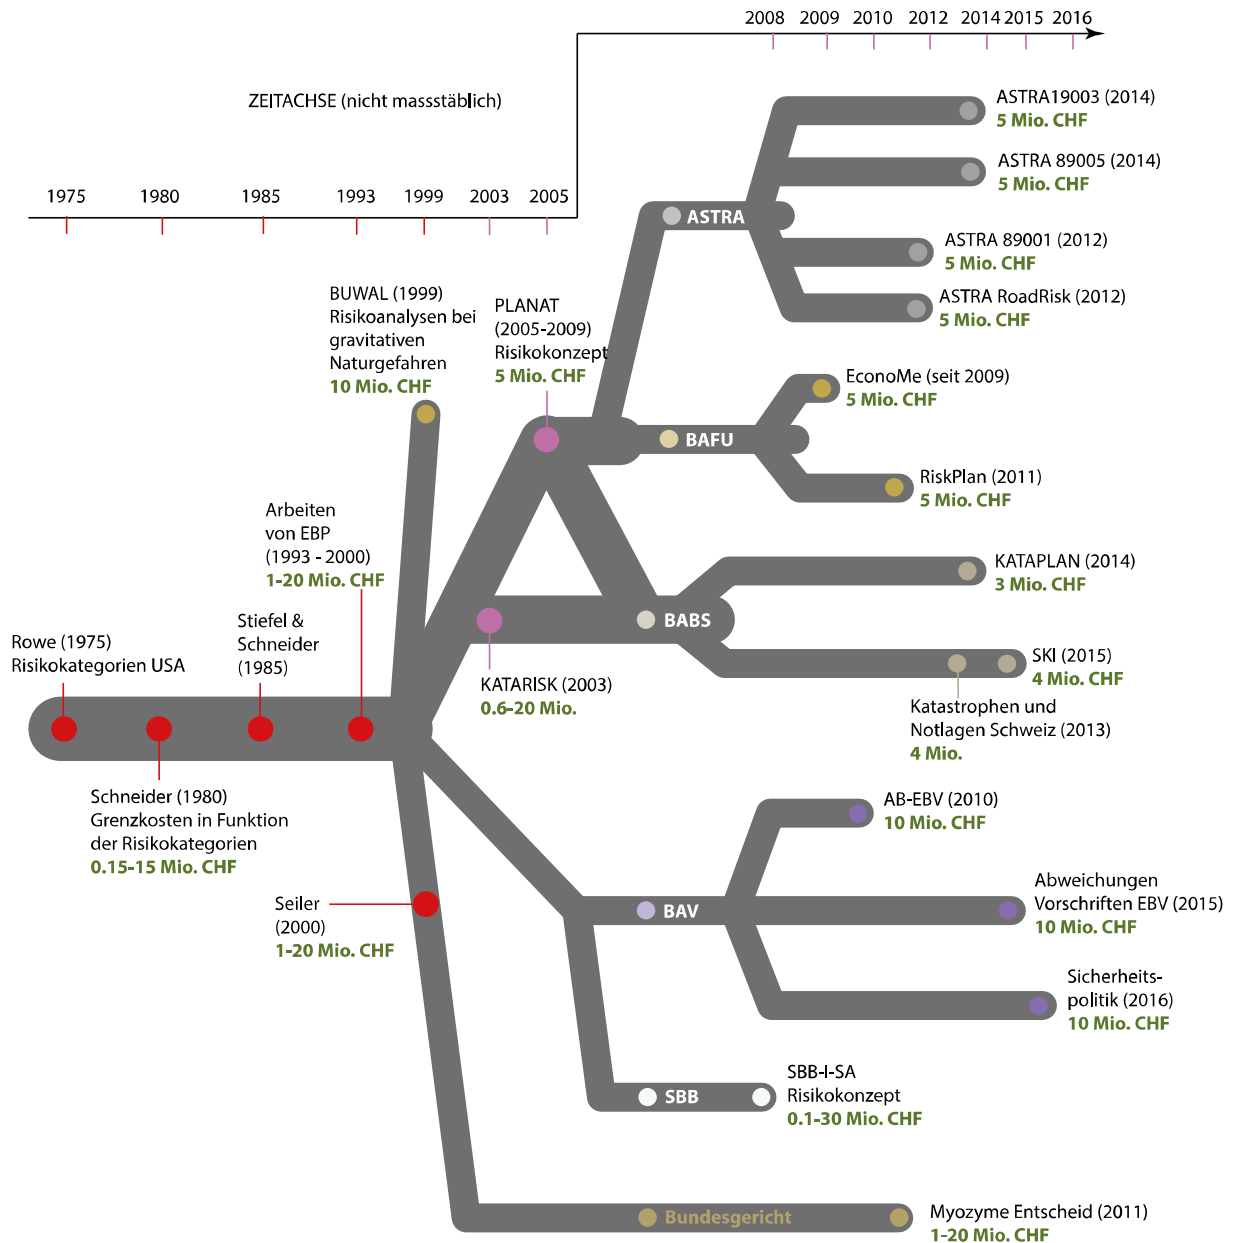 2008 2009 2010 2012 2014 2015 2016
ZEITACHSE (nicht massstäblich)
1975 1980 1985 1993 1999 2003 2005
ASTRA19003 (2014)
5 Mio. CHF
ASTRA 89005 (2014)
5 Mio. CHF
ASTRA
ASTRA 89001 (2012)
5 Mio. CHF
ASTRA RoadRisk (2012)
5 Mio. CHF
BUWAL (1999)
Risikoanalysen bei
gravitativen
Naturgefahren
10 Mio. CHF
PLANAT
(2005-2009)
Risikokonzept
5 Mio. CHF
EconoMe (seit 2009)
5 Mio. CHF
BAFU
RiskPlan (2011)
5 Mio. CHF
Arbeiten
von EBP
(1993 - 2000)
1-20 Mio. CHF
KATAPLAN (2014)
3 Mio. CHF
BABS
Stiefel &
Schneider
(1985)
Rowe (1975)
Risikokategorien USA
KATARISK (2003)
0.6-20 Mio.
SKI (2015)
4 Mio. CHF
Katastrophen und
Notlagen Schweiz (2013)
4 Mio.
Schneider (1980)
Grenzkosten in Funktion
der Risikokategorien
0.15-15 Mio. CHF
AB-EBV (2010)
10 Mio. CHF
Seiler
(2000)
1-20 Mio. CHF
BAV
Abweichungen
Vorschriften EBV (2015)
10 Mio. CHF
Sicherheits-
politik (2016)
10 Mio. CHF
SBB
SBB-I-SA
Risikokonzept
0.1-30 Mio. CHF
Bundesgericht
Myozyme Entscheid (2011)
1-20 Mio. CHF